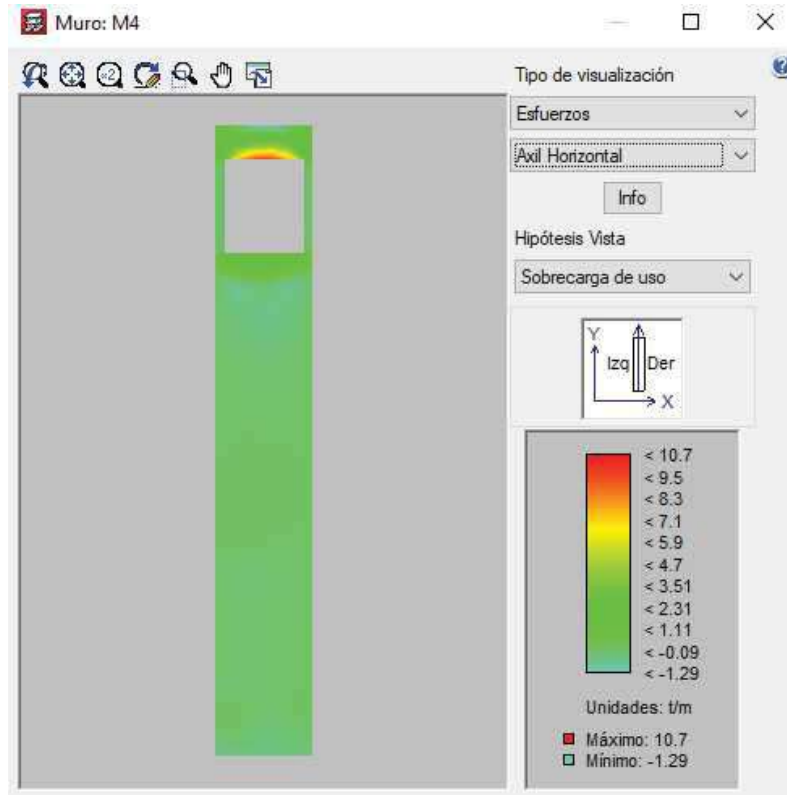 Muro: M4
×2
Tipo de visualización
?
Esfuerzos
Axil Horizontal
Info
Hipótesis Vista
Sobrecarga de uso
Y
Izq Der
X
< 10.7
< 9.5
< 8.3
< 7.1
< 5.9
< 4.7
< 3.51
< 2.31
< 1.11
< -0.09
< -1.29
Unidades: t/m
Máximo: 10.7
Mínimo: -1.29